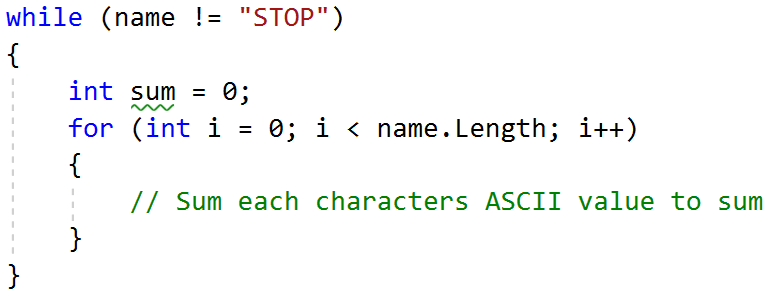 while (name != "STOP")
{
    int sum = 0;
    for (int i = 0; i < name.Length; i++)
    {
        // Sum each characters ASCII value to sum
    }
}